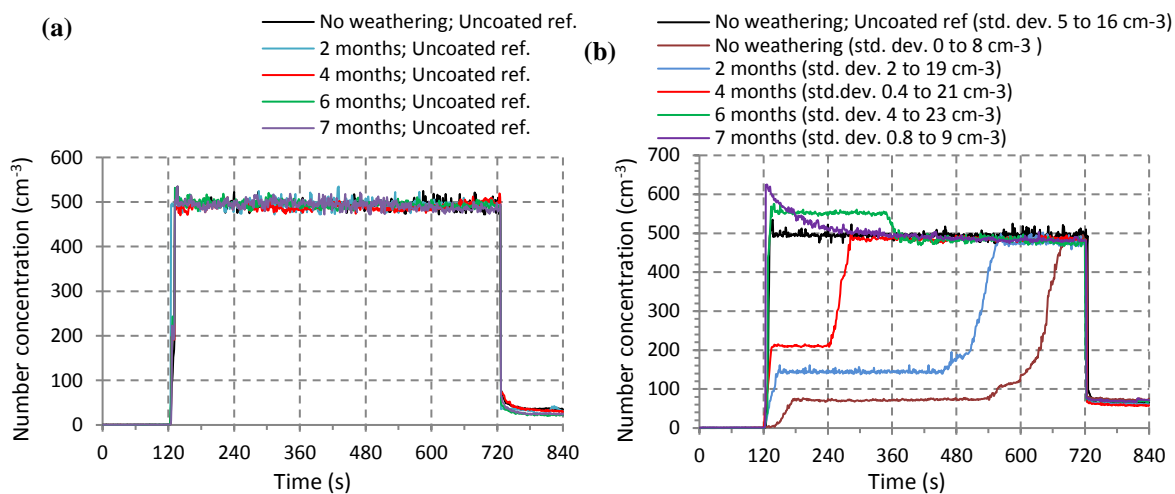 (a)
No weathering; Uncoated ref.
2 months; Uncoated ref.
4 months; Uncoated ref.
6 months; Uncoated ref.
7 months; Uncoated ref.
600
500
400
300
200
100
0
Number concentration (cm-3)
0 120 240 360 480 600 720 840
Time (s)
(b)
No weathering; Uncoated ref (std. dev. 5 to 16 cm-3)
No weathering (std. dev. 0 to 8 cm-3 )
2 months (std. dev. 2 to 19 cm-3)
4 months (std.dev. 0.4 to 21 cm-3)
6 months (std. dev. 4 to 23 cm-3)
7 months (std. dev. 0.8 to 9 cm-3)
700
600
500
400
300
200
100
0
Number concentration (cm-3)
0 120 240 360 480 600 720 840
Time (s)